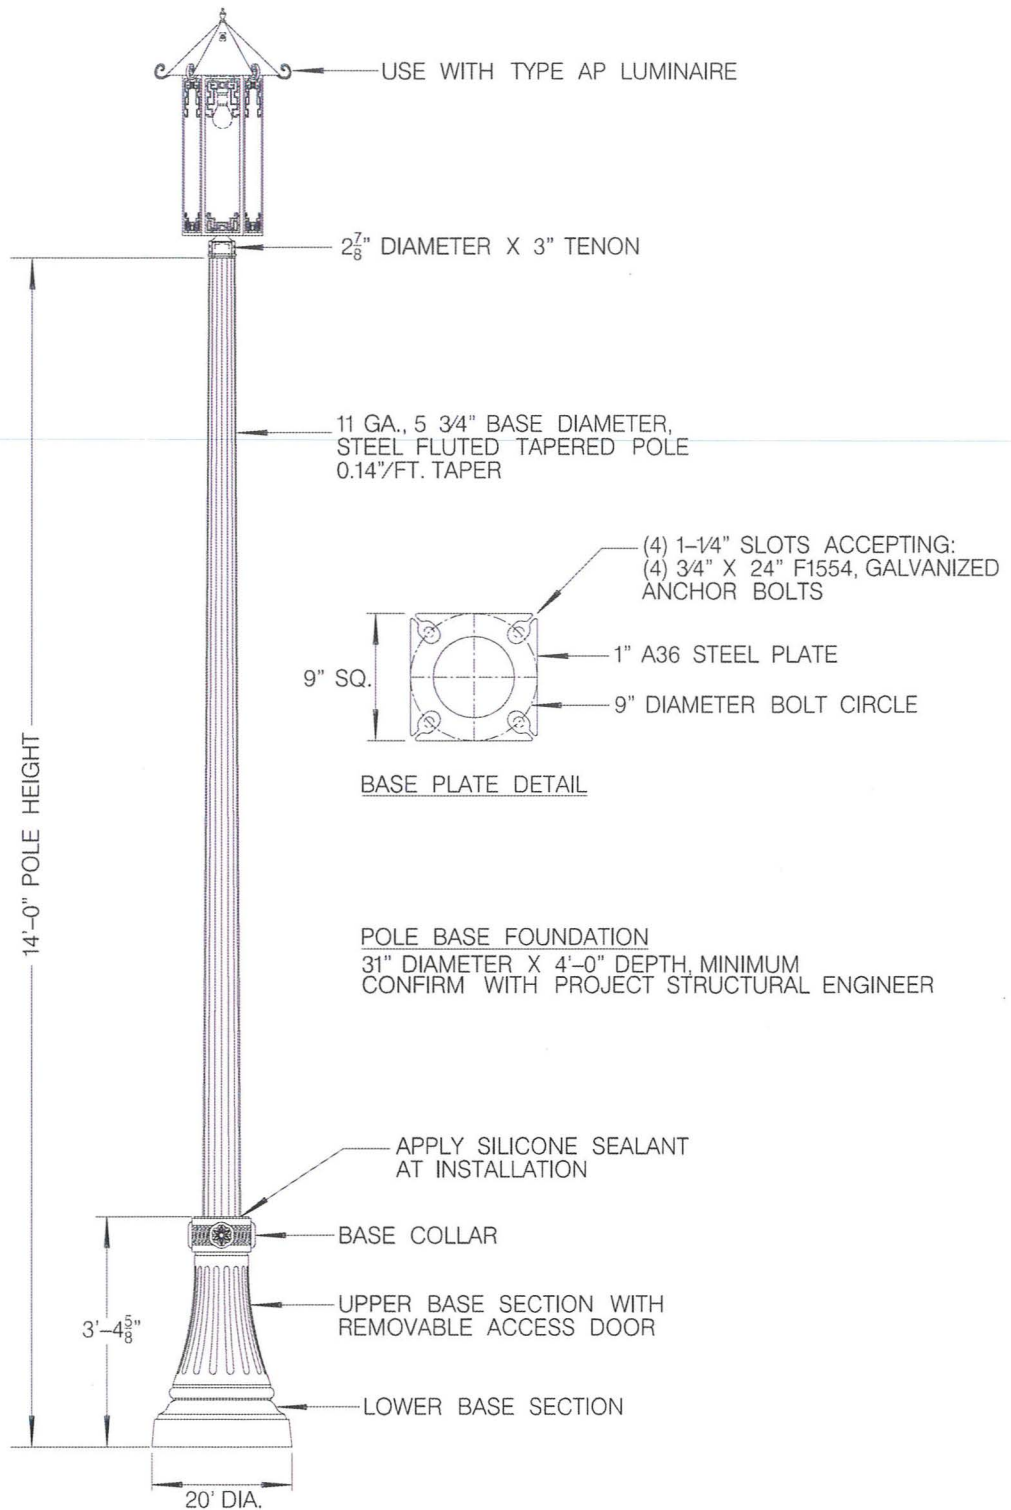 USE WITH TYPE AP LUMINAIRE
2⅞" DIAMETER X 3" TENON
11 GA., 5 3/4" BASE DIAMETER,
STEEL FLUTED TAPERED POLE
0.14"/FT. TAPER
(4) 1-1/4" SLOTS ACCEPTING:
(4) 3/4" X 24" F1554, GALVANIZED
ANCHOR BOLTS
1" A36 STEEL PLATE
9" SQ.
9" DIAMETER BOLT CIRCLE
BASE PLATE DETAIL
14'-0" POLE HEIGHT
POLE BASE FOUNDATION
31" DIAMETER X 4'-0" DEPTH, MINIMUM
CONFIRM WITH PROJECT STRUCTURAL ENGINEER
APPLY SILICONE SEALANT
AT INSTALLATION
BASE COLLAR
UPPER BASE SECTION WITH
REMOVABLE ACCESS DOOR
3'-4⅝"
LOWER BASE SECTION
20' DIA.